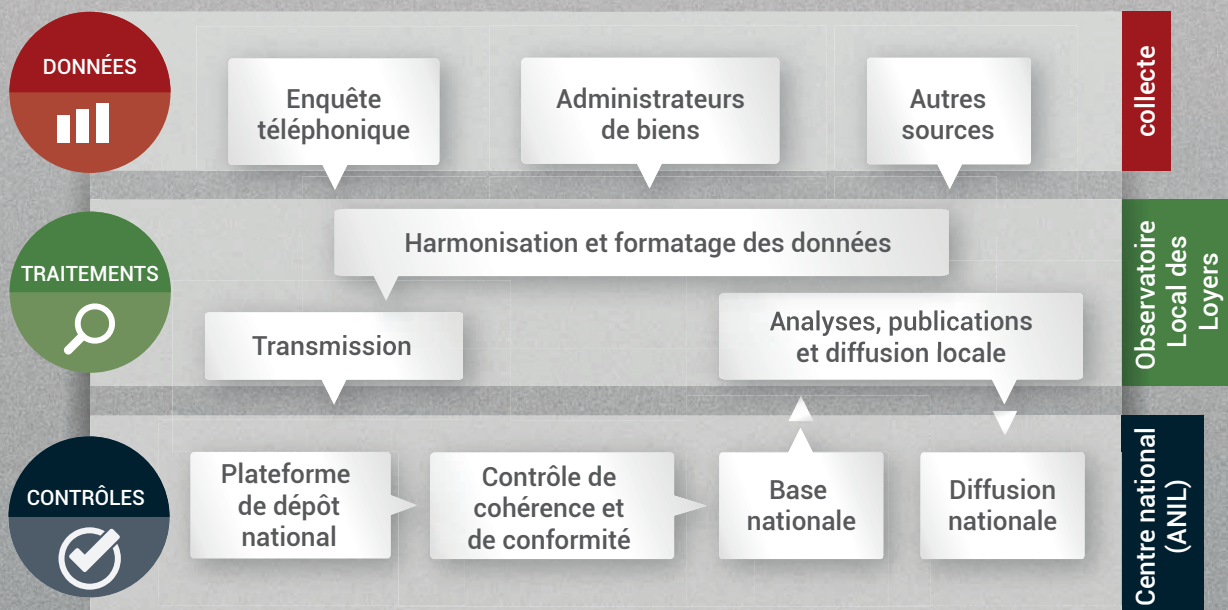 DONNÉES
Enquête
téléphonique
Administrateurs
de biens
Autres
sources
collecte
TRAITEMENTS
Harmonisation et formatage des données
Transmission
Analyses, publications
et diffusion locale
Observatoire
Local des
Loyers
CONTRÔLES
Plateforme
de dépôt
national
Contrôle de
cohérence et
de conformité
Base
nationale
Diffusion
nationale
Centre national
(ANIL)